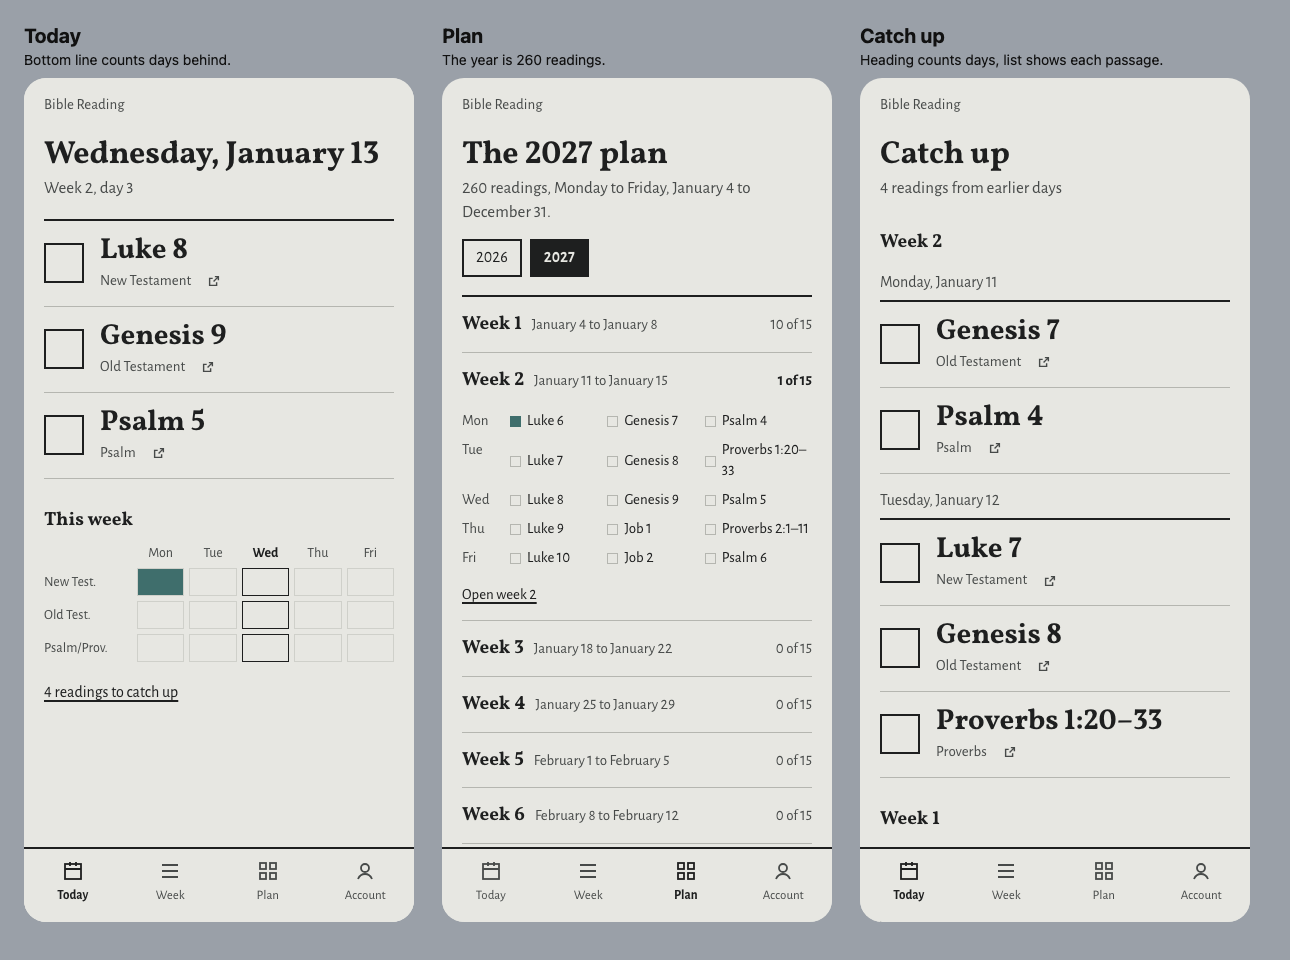 Today
Bottom line counts days behind.
Bible Reading
Wednesday, January 13
Week 2, day 3
Luke 8
New Testament
Genesis 9
Old Testament
Psalm 5
Psalm
This week
Mon Tue Wed Thu Fri
New Test.
Old Test.
Psalm/Prov.
4 readings to catch up
Today Week Plan Account
Plan
The year is 260 readings.
Bible Reading
The 2027 plan
260 readings, Monday to Friday, January 4 to
December 31.
2026 2027
Week 1 January 4 to January 8 10 of 15
Week 2 January 11 to January 15 1 of 15
Mon Luke 6 Genesis 7 Psalm 4
Tue Luke 7 Genesis 8 Proverbs 1:20–
33
Wed Luke 8 Genesis 9 Psalm 5
Thu Luke 9 Job 1 Proverbs 2:1–11
Fri Luke 10 Job 2 Psalm 6
Open week 2
Week 3 January 18 to January 22 0 of 15
Week 4 January 25 to January 29 0 of 15
Week 5 February 1 to February 5 0 of 15
Week 6 February 8 to February 12 0 of 15
Today Week Plan Account
Catch up
Heading counts days, list shows each passage.
Bible Reading
Catch up
4 readings from earlier days
Week 2
Monday, January 11
Genesis 7
Old Testament
Psalm 4
Psalm
Tuesday, January 12
Luke 7
New Testament
Genesis 8
Old Testament
Proverbs 1:20–33
Proverbs
Week 1
Today Week Plan Account